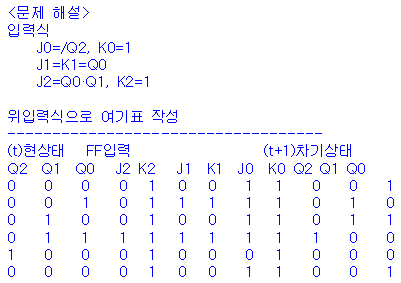 <문제 해설>
입력식
J0=/Q2, K0=1
J1=K1=Q0
J2=Q0·Q1, K2=1
위입력식으로 여기표 작성
-----------------------------------
(t)현상태 FF입력 (t+1)차기상태
Q2 Q1 Q0 J2 K2 J1 K1 J0 K0 Q2 Q1 Q0
0 0 0 0 1 0 0 1 1 0 0 1
0 0 1 0 1 1 1 1 1 0 1 0
0 1 0 0 1 0 0 1 1 0 1 1
0 1 1 1 1 1 1 1 1 1 0 0
1 0 0 0 1 0 0 0 1 0 0 0
0 0 0 0 1 0 0 1 1 0 0 1